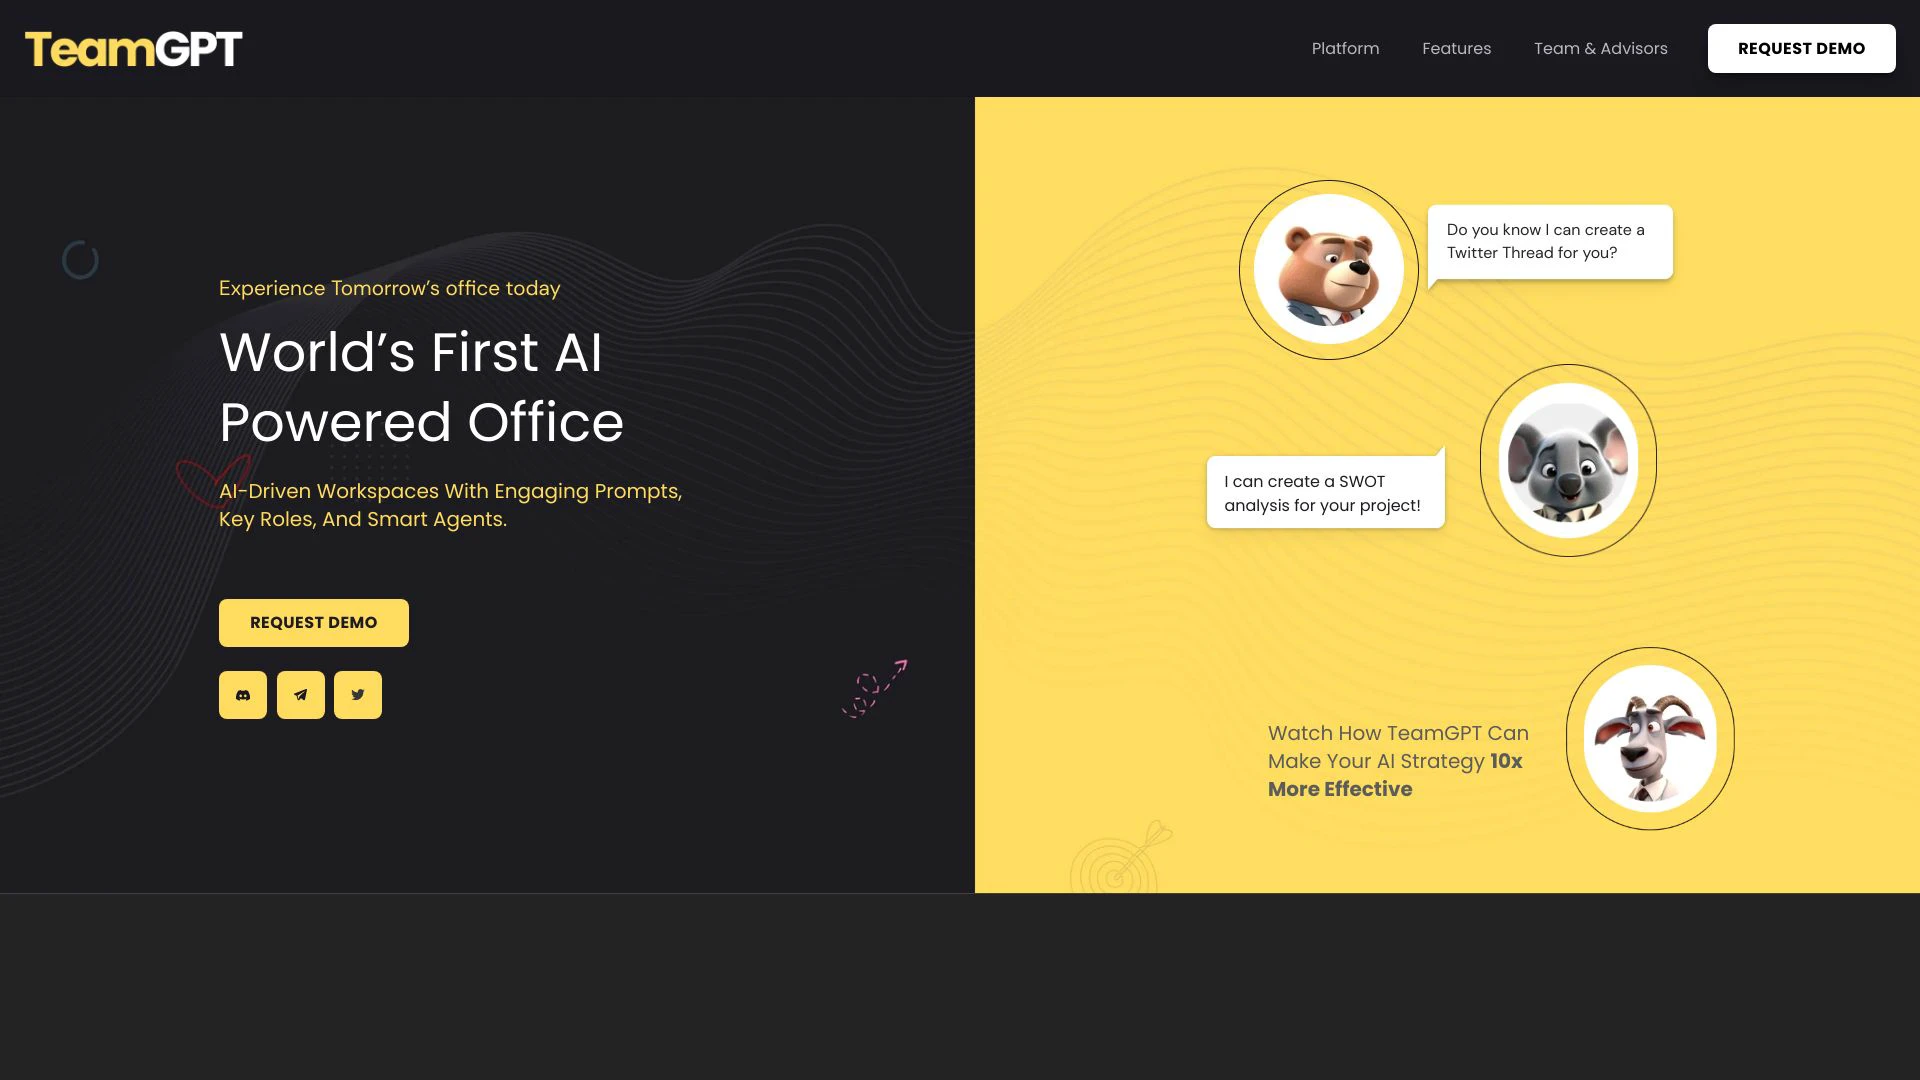 TeamGPT
Platform
Features
Team & Advisors
REQUEST DEMO
Experience Tomorrow’s office today
World’s First AI
Powered Office
AI-Driven Workspaces With Engaging Prompts,
Key Roles, And Smart Agents.
REQUEST DEMO
Do you know I can create a
Twitter Thread for you?
I can create a SWOT
analysis for your project!
Watch How TeamGPT Can
Make Your AI Strategy 10x
More Effective